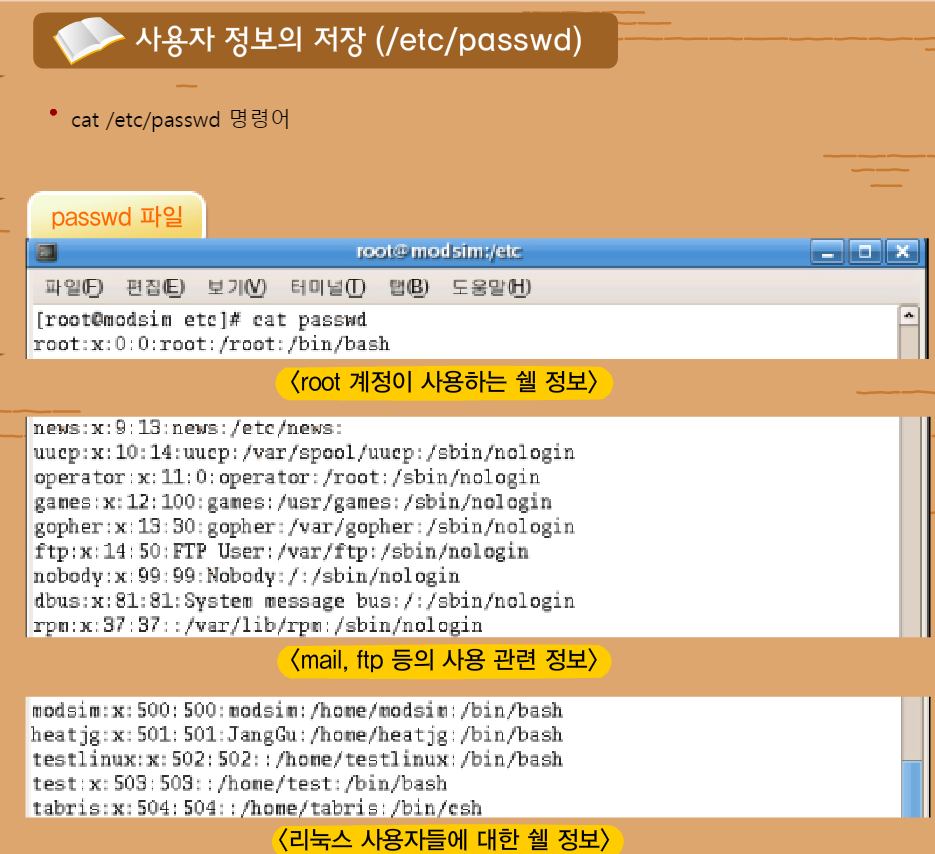 사용자 정보의 저장 (/etc/passwd)
• cat /etc/passwd 명령어
passwd 파일
root@modsim:/etc
파일(F) 편집(E) 보기(V) 터미널(T) 탭(B) 도움말(H)
[root@modsim etc]# cat passwd
root:x:0:0:root:/root:/bin/bash
<root 계정이 사용하는 쉘 정보>
news:x:9:13:news:/etc/news:
uucp:x:10:14:uucp:/var/spool/uucp:/sbin/nologin
operator:x:11:0:operator:/root:/sbin/nologin
games:x:12:100:games:/usr/games:/sbin/nologin
gopher:x:13:30:gopher:/var/gopher:/sbin/nologin
ftp:x:14:50:FTP User:/var/ftp:/sbin/nologin
nobody:x:99:99:Nobody:/:/sbin/nologin
dbus:x:81:81:System message bus:/:/sbin/nologin
rpm:x:37:37::/var/lib/rpm:/sbin/nologin
<mail, ftp 등의 사용 관련 정보>
modsim:x:500:500:modsim:/home/modsim:/bin/bash
heatjg:x:501:501:JangGu:/home/heatjg:/bin/bash
testlinux:x:502:502::/home/testlinux:/bin/bash
test:x:503:503::/home/test:/bin/bash
tabris:x:504:504::/home/tabris:/bin/csh
<리눅스 사용자들에 대한 쉘 정보>